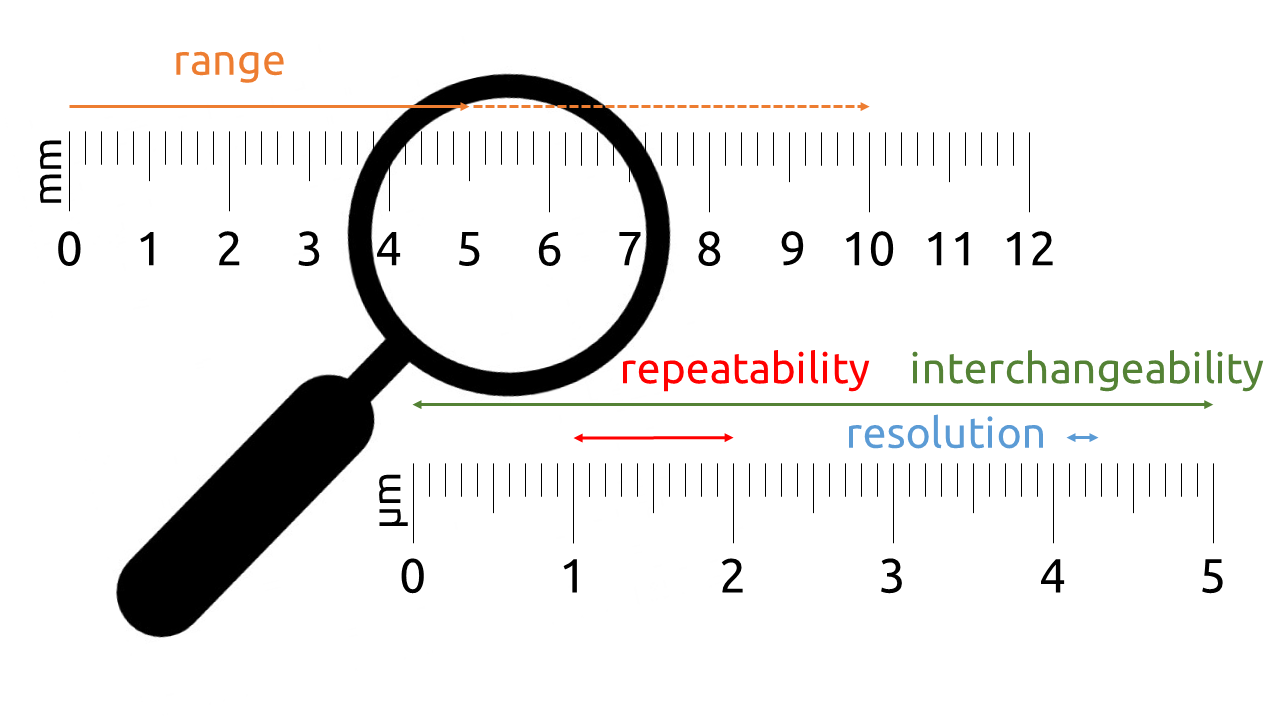 range
mm
0 1 2 3 4 5 6 7 8 9 10 11 12
repeatability interchangeability
resolution
µm
0 1 2 3 4 5